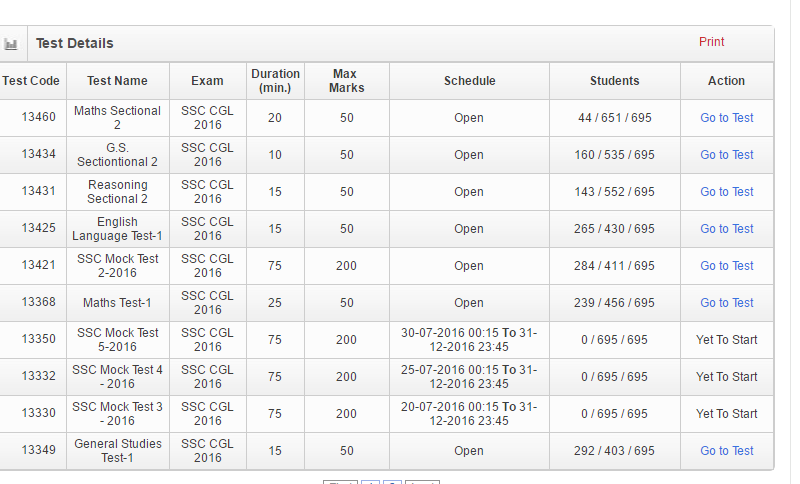 Test Details Print
Test Code Test Name Exam Duration (min.) Max Marks Schedule Students Action
13460 Maths Sectional 2 SSC CGL 2016 20 50 Open 44 / 651 / 695 Go to Test
13434 G.S. Sectiontional 2 SSC CGL 2016 10 50 Open 160 / 535 / 695 Go to Test
13431 Reasoning Sectional 2 SSC CGL 2016 15 50 Open 143 / 552 / 695 Go to Test
13425 English Language Test-1 SSC CGL 2016 15 50 Open 265 / 430 / 695 Go to Test
13421 SSC Mock Test 2-2016 SSC CGL 2016 75 200 Open 284 / 411 / 695 Go to Test
13368 Maths Test-1 SSC CGL 2016 25 50 Open 239 / 456 / 695 Go to Test
13350 SSC Mock Test 5-2016 SSC CGL 2016 75 200 30-07-2016 00:15 To 31-12-2016 23:45 0 / 695 / 695 Yet To Start
13332 SSC Mock Test 4 - 2016 SSC CGL 2016 75 200 25-07-2016 00:15 To 31-12-2016 23:45 0 / 695 / 695 Yet To Start
13330 SSC Mock Test 3 - 2016 SSC CGL 2016 75 200 20-07-2016 00:15 To 31-12-2016 23:45 0 / 695 / 695 Yet To Start
13349 General Studies Test-1 SSC CGL 2016 15 50 Open 292 / 403 / 695 Go to Test